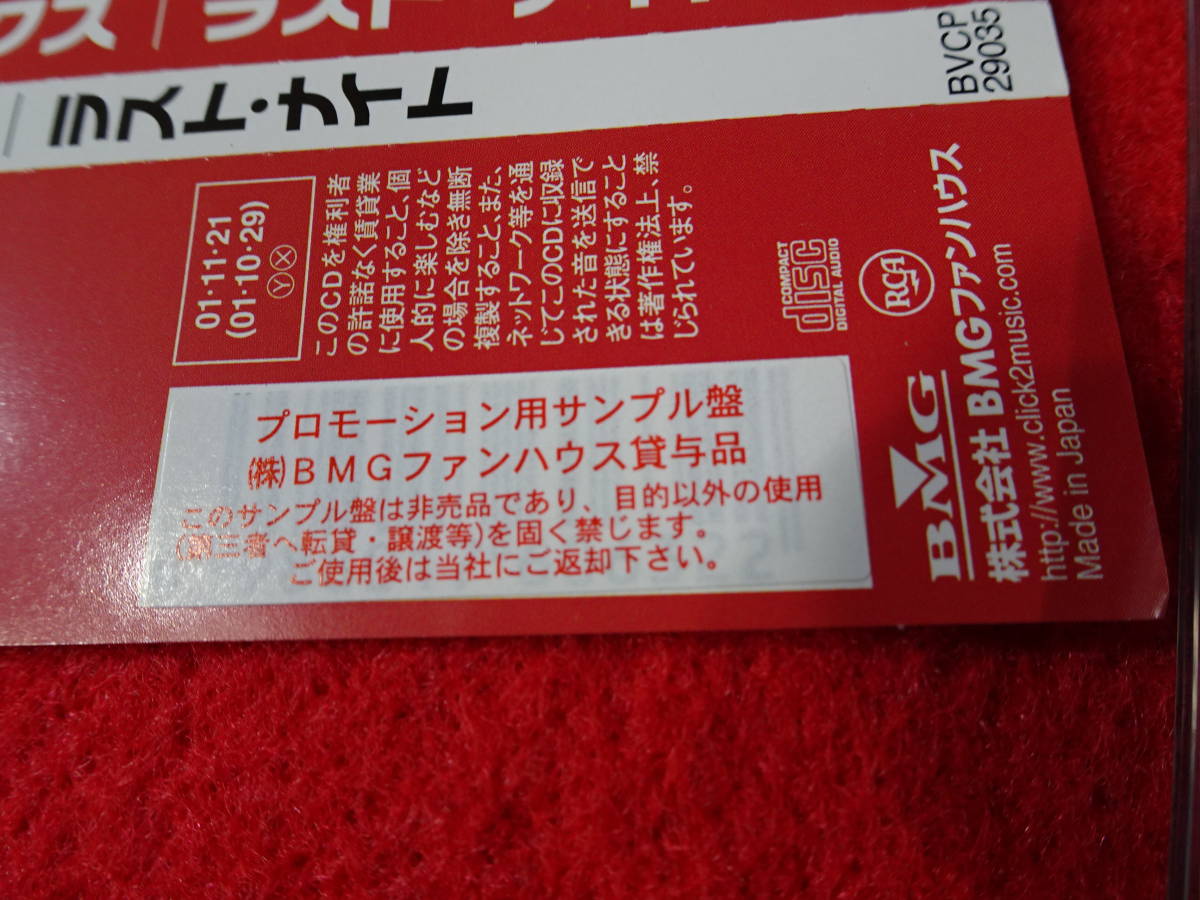 ラスト・ナイト
BVCP
29035
01・11・21
(01・10・29)
Ⓨ Ⓧ
このCDを権利者
の許諾なく賃貸業
に使用すること、個
人的に楽しむなど
の場合を除き無断
複製すること、また、
ネットワーク等を通
じてこのCDに収録
された音を送信で
きる状態にすること
は著作権法上、禁
じられています。
COMPACT
disc
DIGITAL AUDIO
RCA
プロモーション用サンプル盤
㈱BMGファンハウス貸与品
このサンプル盤は非売品であり、目的以外の使用
(第三者へ転貸・譲渡等)を固く禁じます。
ご使用後は当社にご返却下さい。
BMG
株式会社 BMGファンハウス
http://www.click2music.com
Made in Japan